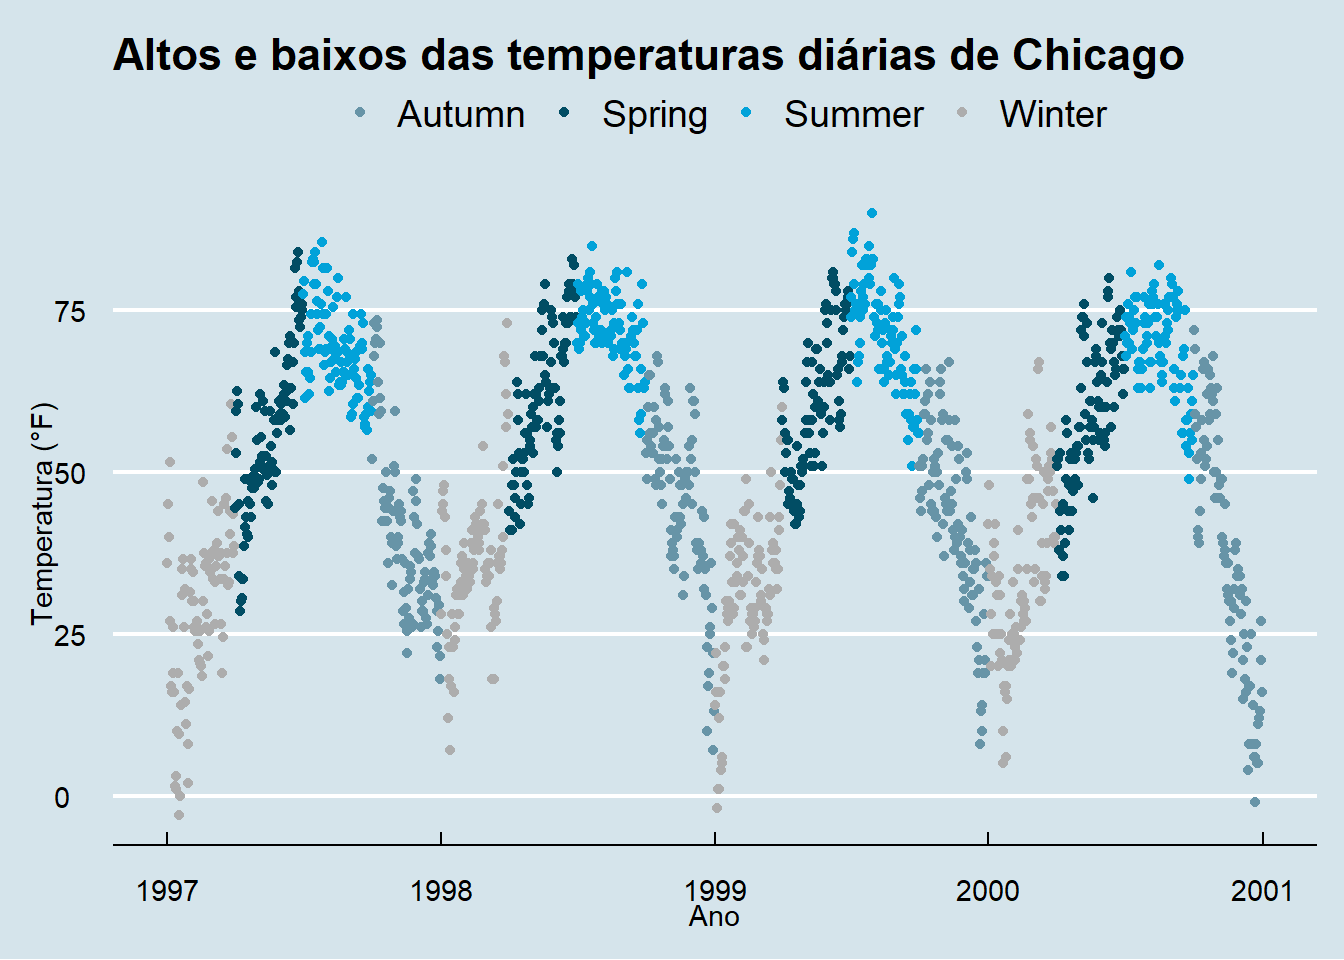 Altos e baixos das temperaturas diárias de Chicago
Autumn Spring Summer Winter
Temperatura (°F)
75
50
25
0
1997 1998 1999 2000 2001
Ano